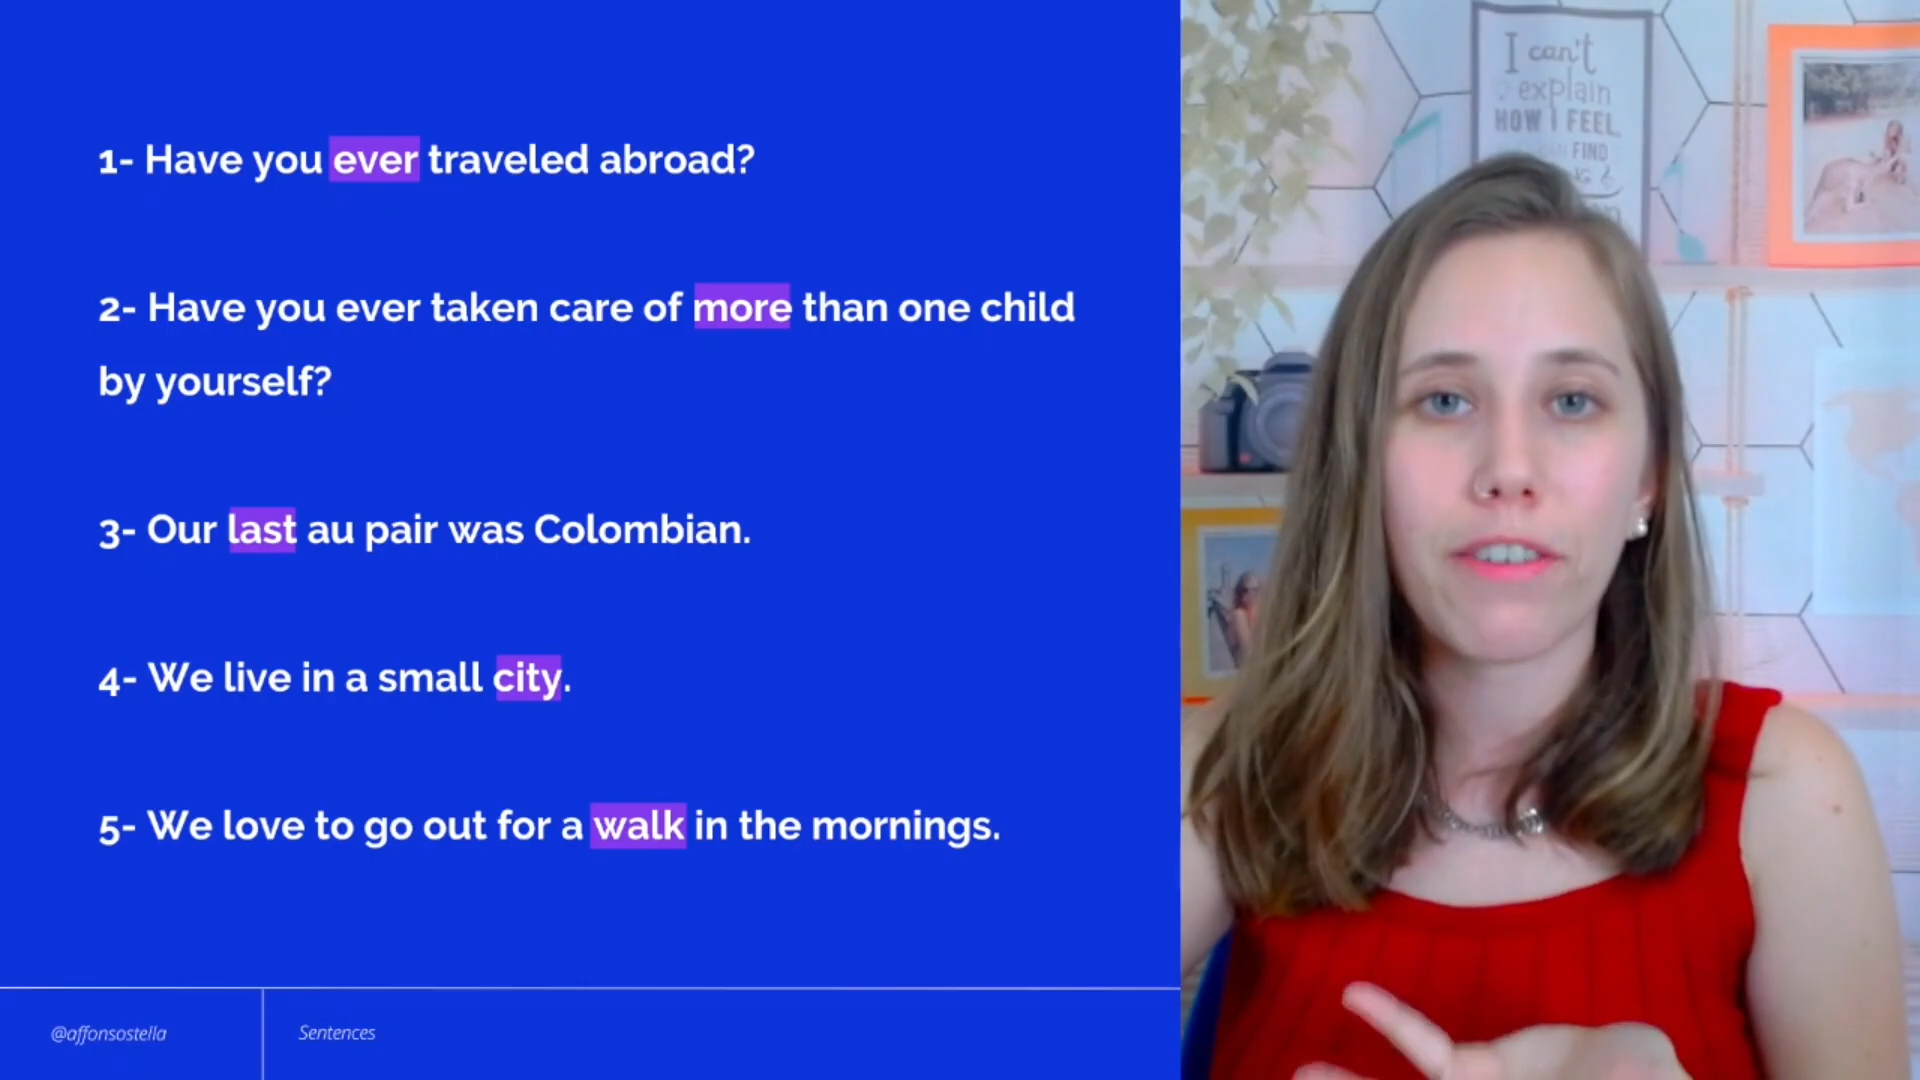 1- Have you ever traveled abroad?
2- Have you ever taken care of more than one child
by yourself?
3- Our last au pair was Colombian.
4- We live in a small city.
5- We love to go out for a walk in the mornings.
@affonsostella
Sentences
I can't
explain
HOW I FEEL
FIND